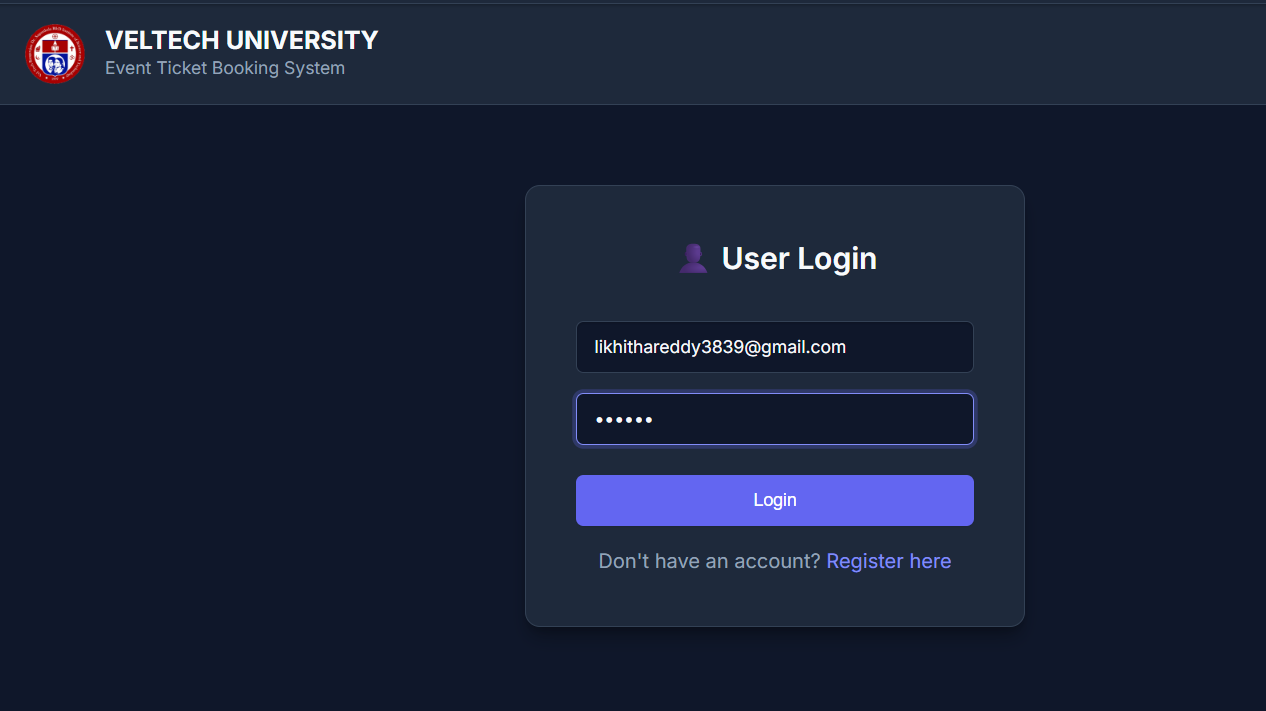 VELTECH UNIVERSITY
Event Ticket Booking System
User Login
likhithareddy3839@gmail.com
••••••
Login
Don't have an account? Register here